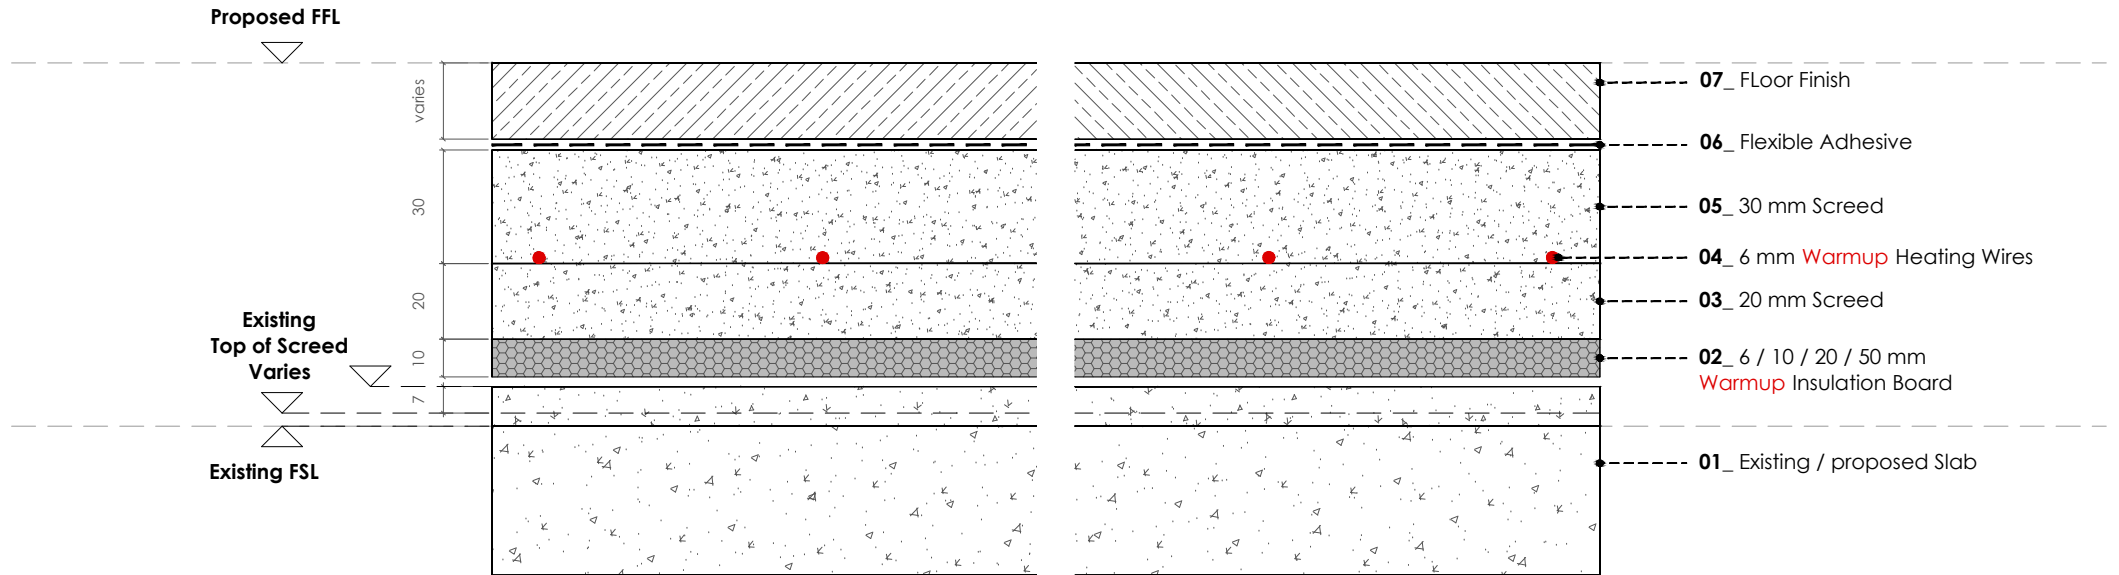 Proposed FFL
varies
30
20
10
7
Existing
Top of Screed
Varies
Existing FSL
07_ FLoor Finish
06_ Flexible Adhesive
05_ 30 mm Screed
04_ 6 mm Warmup Heating Wires
03_ 20 mm Screed
02_ 6 / 10 / 20 / 50 mm
Warmup Insulation Board
01_ Existing / proposed Slab